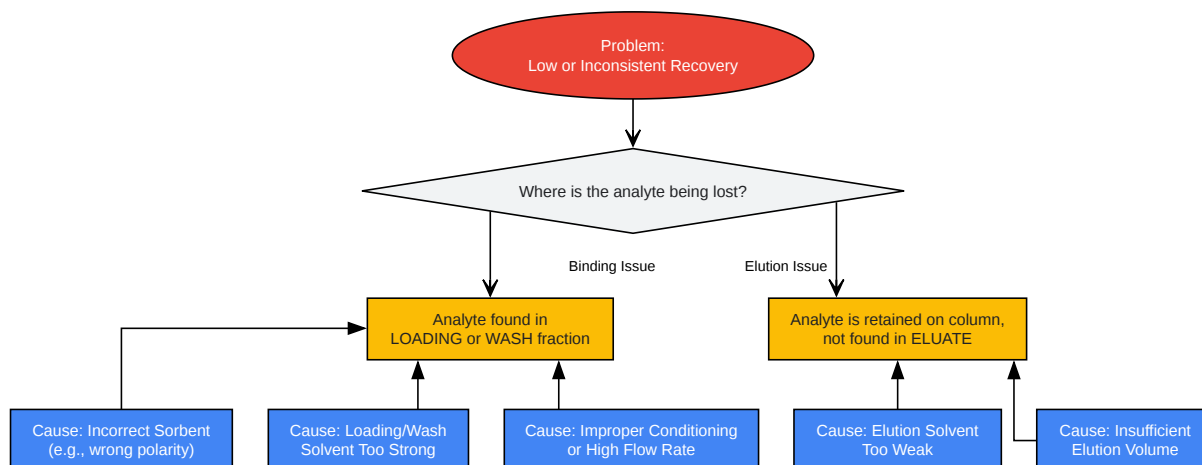 Problem:
Low or Inconsistent Recovery
Where is the analyte being lost?
Binding Issue
Elution Issue
Analyte found in
LOADING or WASH fraction
Analyte is retained on column,
not found in ELUATE
Cause: Incorrect Sorbent
(e.g., wrong polarity)
Cause: Loading/Wash
Solvent Too Strong
Cause: Improper Conditioning
or High Flow Rate
Cause: Elution Solvent
Too Weak
Cause: Insufficient
Elution Volume